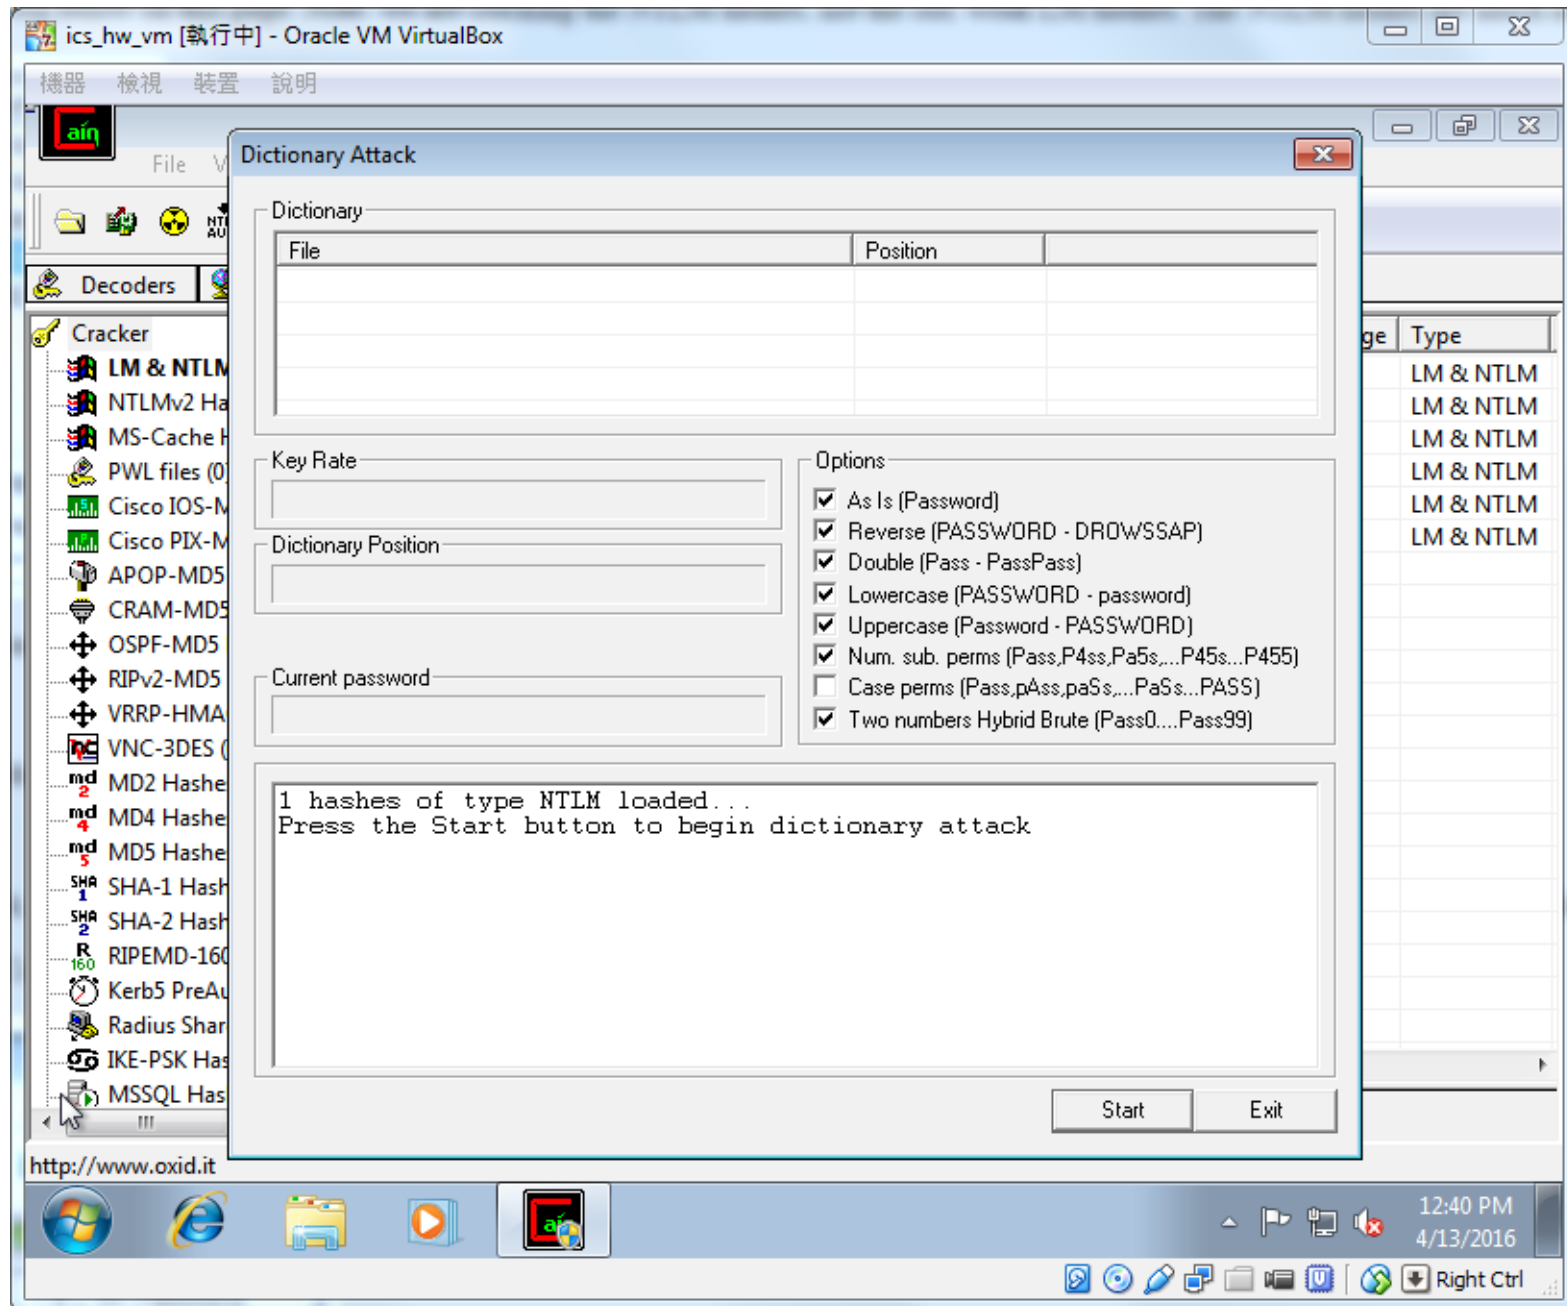 ics_hw_vm [執行中] - Oracle VM VirtualBox
機器 檢視 裝置 說明
Cain
File V
Dictionary Attack
Dictionary
File Position
Decoders
Cracker
LM & NTLM
NTLMv2 Ha
MS-Cache H
PWL files (0)
Cisco IOS-M
Cisco PIX-M
APOP-MD5
CRAM-MD5
OSPF-MD5
RIPv2-MD5
VRRP-HMA
VNC-3DES (
MD2 Hashe
MD4 Hashe
MD5 Hashe
SHA-1 Hash
SHA-2 Hash
RIPEMD-160
Kerb5 PreAu
Radius Shar
IKE-PSK Has
MSSQL Has
Key Rate
Dictionary Position
Current password
Options
As Is (Password)
Reverse (PASSWORD - DROWSSAP)
Double (Pass - PassPass)
Lowercase (PASSWORD - password)
Uppercase (Password - PASSWORD)
Num. sub. perms (Pass,P4ss,Pa5s,...P45s...P455)
Case perms (Pass,pAss,paSs,...PaSs...PASS)
Two numbers Hybrid Brute (Pass0....Pass99)
1 hashes of type NTLM loaded...
Press the Start button to begin dictionary attack
Start Exit
ge Type
LM & NTLM
LM & NTLM
LM & NTLM
LM & NTLM
LM & NTLM
LM & NTLM
http://www.oxid.it
12:40 PM
4/13/2016
Right Ctrl